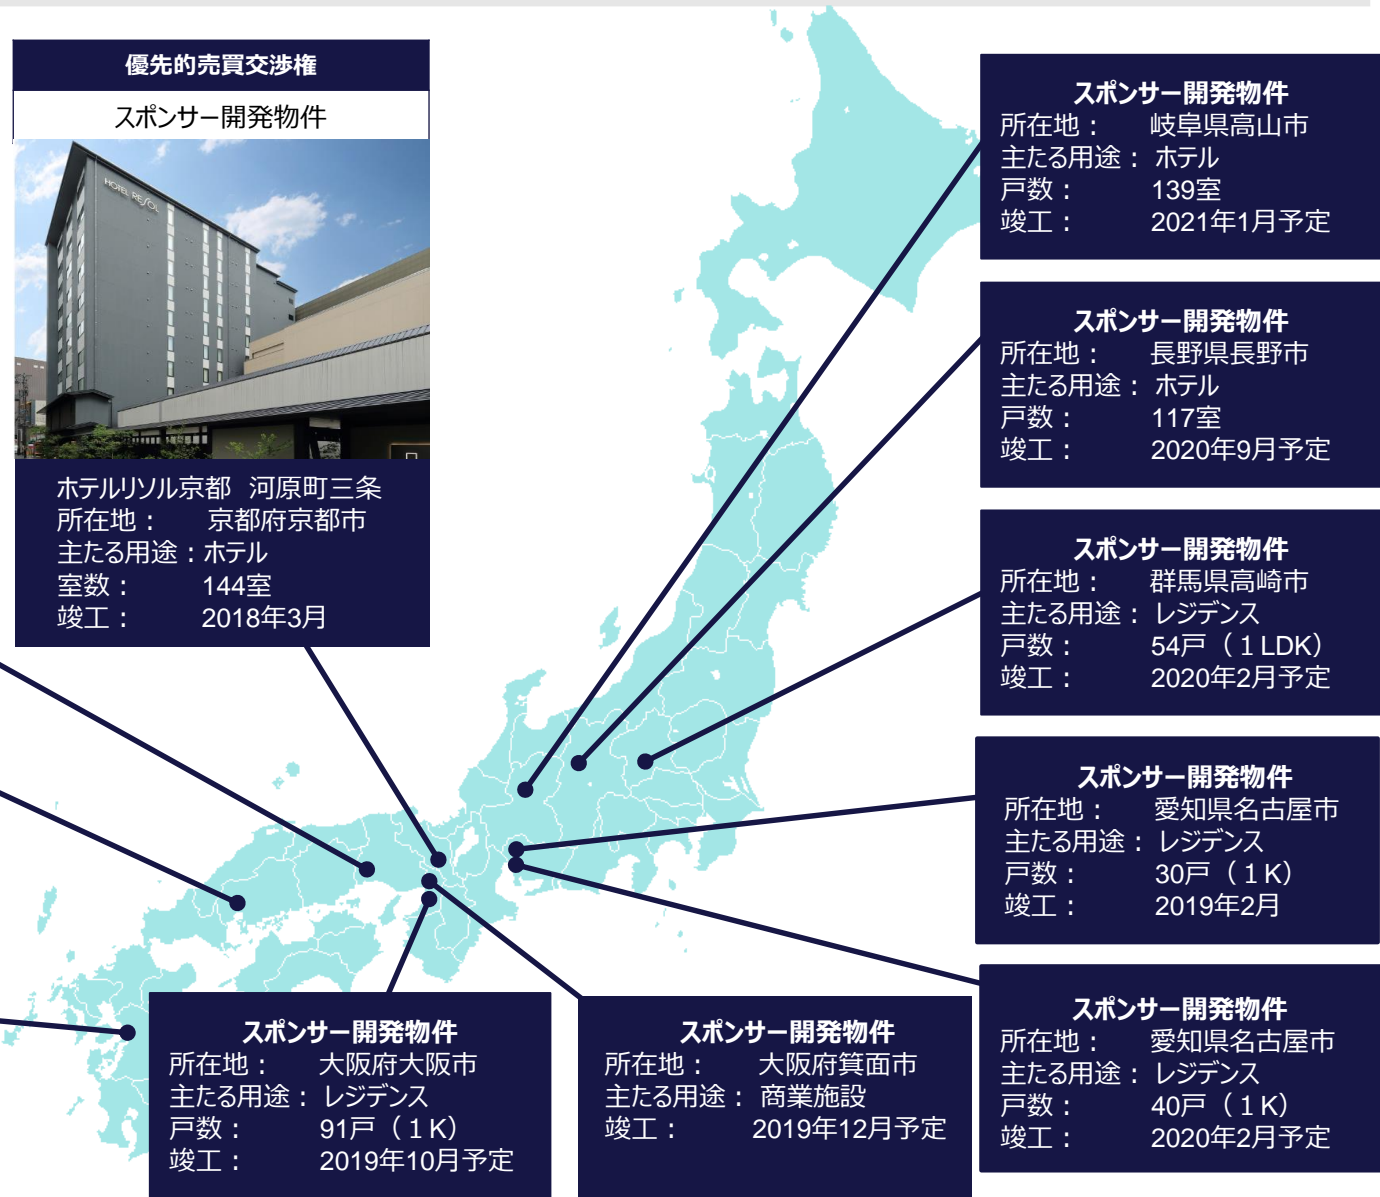 優先的売買交渉権
スポンサー開発物件
HOTEL RESOL
ホテルリソル京都 河原町三条
所在地： 京都府京都市
主たる用途：ホテル
室数： 144室
竣工： 2018年3月
スポンサー開発物件
所在地： 岐阜県高山市
主たる用途： ホテル
戸数： 139室
竣工： 2021年1月予定
スポンサー開発物件
所在地： 長野県長野市
主たる用途： ホテル
戸数： 117室
竣工： 2020年9月予定
スポンサー開発物件
所在地： 群馬県高崎市
主たる用途： レジデンス
戸数： 54戸（１LDK）
竣工： 2020年2月予定
スポンサー開発物件
所在地： 愛知県名古屋市
主たる用途： レジデンス
戸数： 30戸（１K）
竣工： 2019年2月
スポンサー開発物件
所在地： 愛知県名古屋市
主たる用途： レジデンス
戸数： 40戸（１K）
竣工： 2020年2月予定
スポンサー開発物件
所在地： 大阪府大阪市
主たる用途： レジデンス
戸数： 91戸（１K）
竣工： 2019年10月予定
スポンサー開発物件
所在地： 大阪府箕面市
主たる用途： 商業施設
竣工： 2019年12月予定